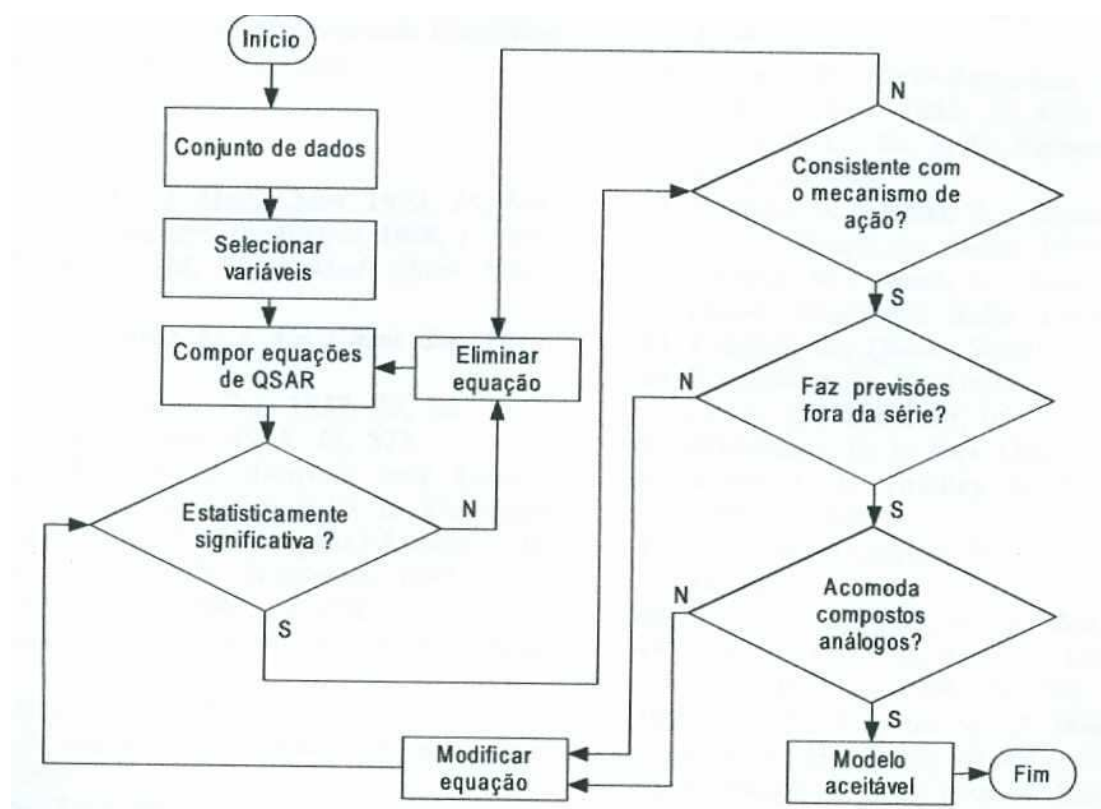 Início
Conjunto de dados
Selecionar
variáveis
Compor equações
de QSAR
Eliminar
equação
Estatisticamente
significativa ?
N
S
N
Consistente com
o mecanismo de
ação?
S
N
Faz previsões
fora da série?
S
N
Acomoda
compostos
análogos?
S
Modificar
equação
Modelo
aceitável
Fim